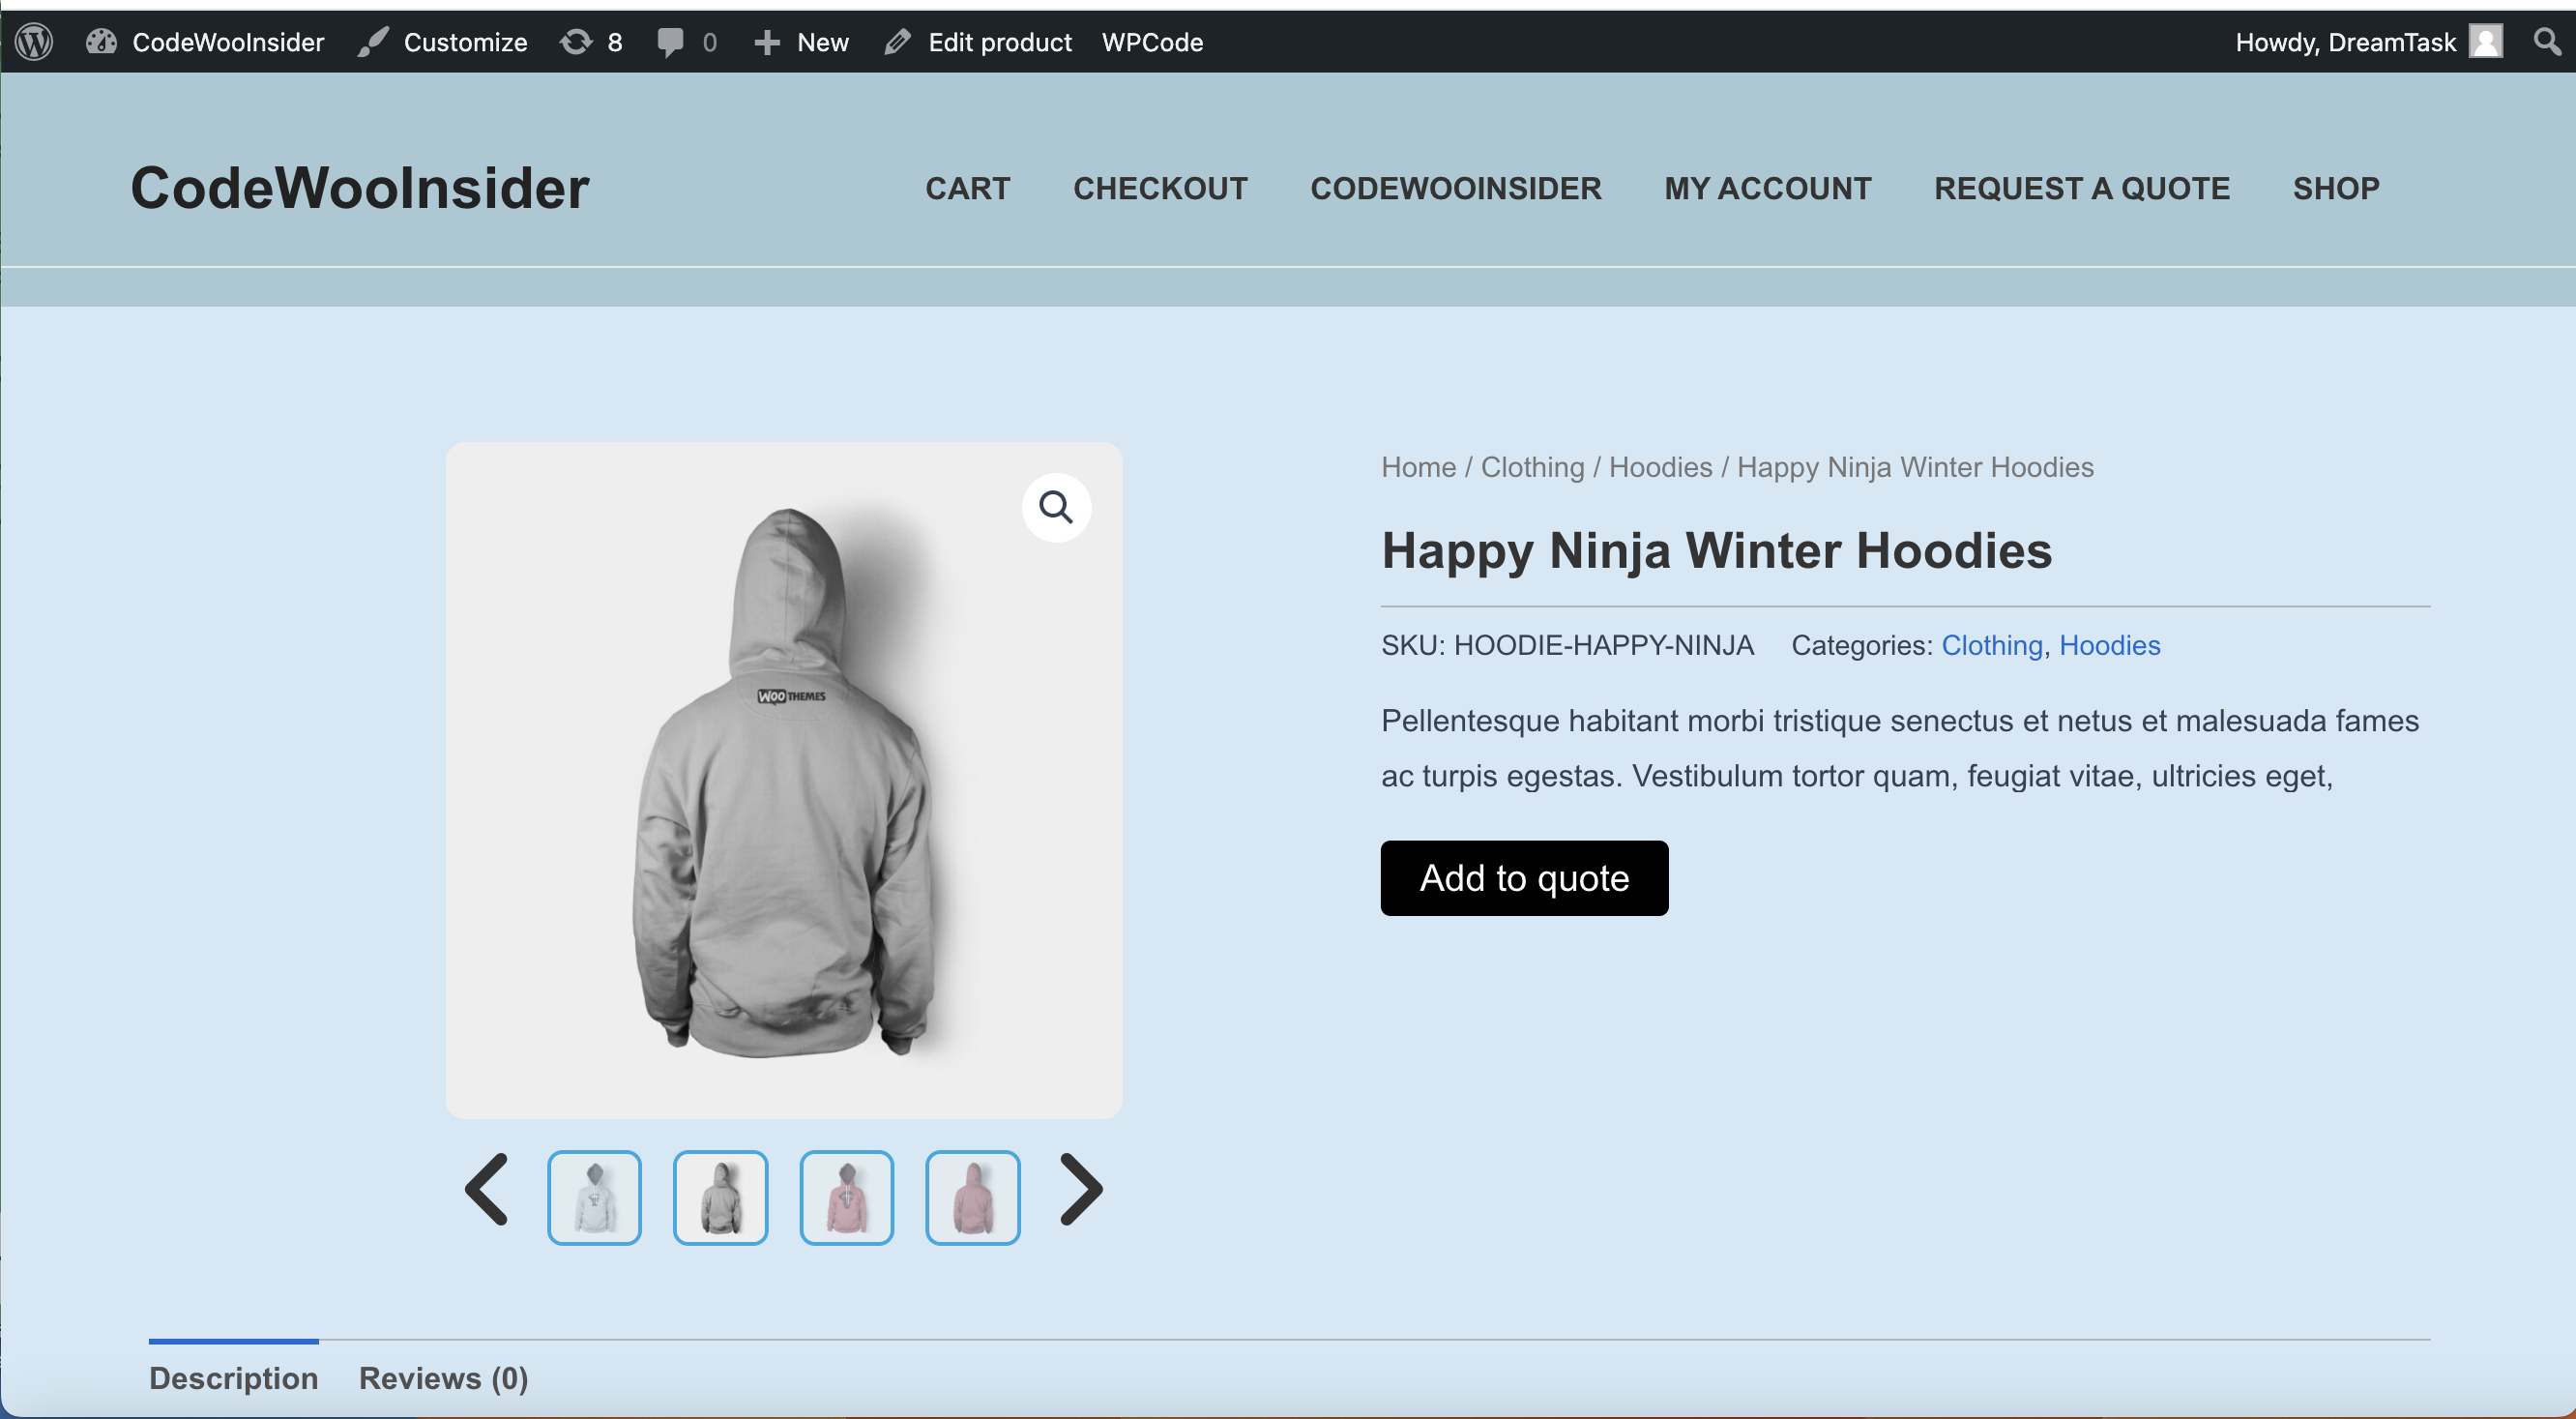 CodeWooInsider Customize 8 0 New Edit product WPCode Howdy, DreamTask
CodeWooInsider CART CHECKOUT CODEWOOINSIDER MY ACCOUNT REQUEST A QUOTE SHOP
WOO THEMES
Home / Clothing / Hoodies / Happy Ninja Winter Hoodies
Happy Ninja Winter Hoodies
SKU: HOODIE-HAPPY-NINJA Categories: Clothing, Hoodies
Pellentesque habitant morbi tristique senectus et netus et malesuada fames
ac turpis egestas. Vestibulum tortor quam, feugiat vitae, ultricies eget,
Add to quote
Description Reviews (0)